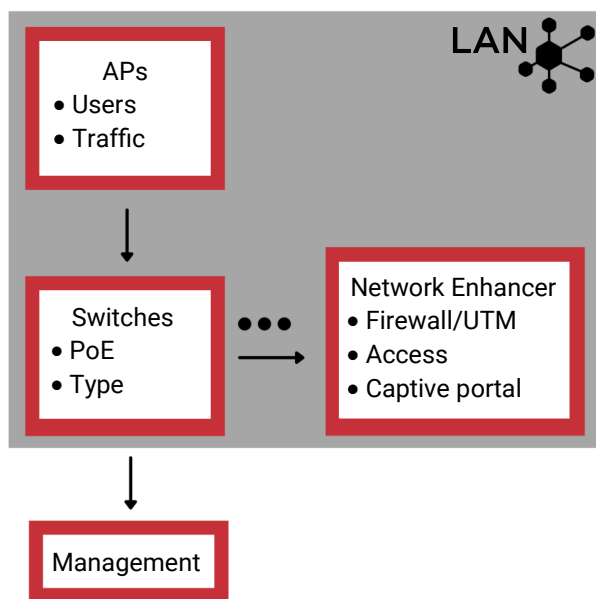 LAN
APs
• Users
• Traffic
Switches
• PoE
• Type
Network Enhancer
• Firewall/UTM
• Access
• Captive portal
Management